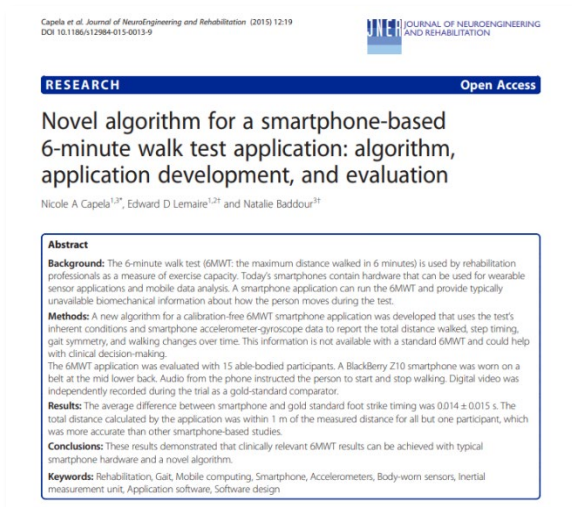 Capela et al. Journal of NeuroEngineering and Rehabilitation (2015) 12:19
DOI 10.1186/s12984-015-0013-9
JNER JOURNAL OF NEUROENGINEERING
AND REHABILITATION
RESEARCH Open Access
Novel algorithm for a smartphone-based
6-minute walk test application: algorithm,
application development, and evaluation
Nicole A Capela1,3*, Edward D Lemaire1,2† and Natalie Baddour3†
Abstract
Background: The 6-minute walk test (6MWT: the maximum distance walked in 6 minutes) is used by rehabilitation
professionals as a measure of exercise capacity. Today's smartphones contain hardware that can be used for wearable
sensor applications and mobile data analysis. A smartphone application can run the 6MWT and provide typically
unavailable biomechanical information about how the person moves during the test.
Methods: A new algorithm for a calibration-free 6MWT smartphone application was developed that uses the test's
inherent conditions and smartphone accelerometer-gyroscope data to report the total distance walked, step timing,
gait symmetry, and walking changes over time. This information is not available with a standard 6MWT and could help
with clinical decision-making.
The 6MWT application was evaluated with 15 able-bodied participants. A BlackBerry Z10 smartphone was worn on a
belt at the mid lower back. Audio from the phone instructed the person to start and stop walking. Digital video was
independently recorded during the trial as a gold-standard comparator.
Results: The average difference between smartphone and gold standard foot strike timing was 0.014 ± 0.015 s. The
total distance calculated by the application was within 1 m of the measured distance for all but one participant, which
was more accurate than other smartphone-based studies.
Conclusions: These results demonstrated that clinically relevant 6MWT results can be achieved with typical
smartphone hardware and a novel algorithm.
Keywords: Rehabilitation, Gait, Mobile computing, Smartphone, Accelerometers, Body-worn sensors, Inertial
measurement unit, Application software, Software design